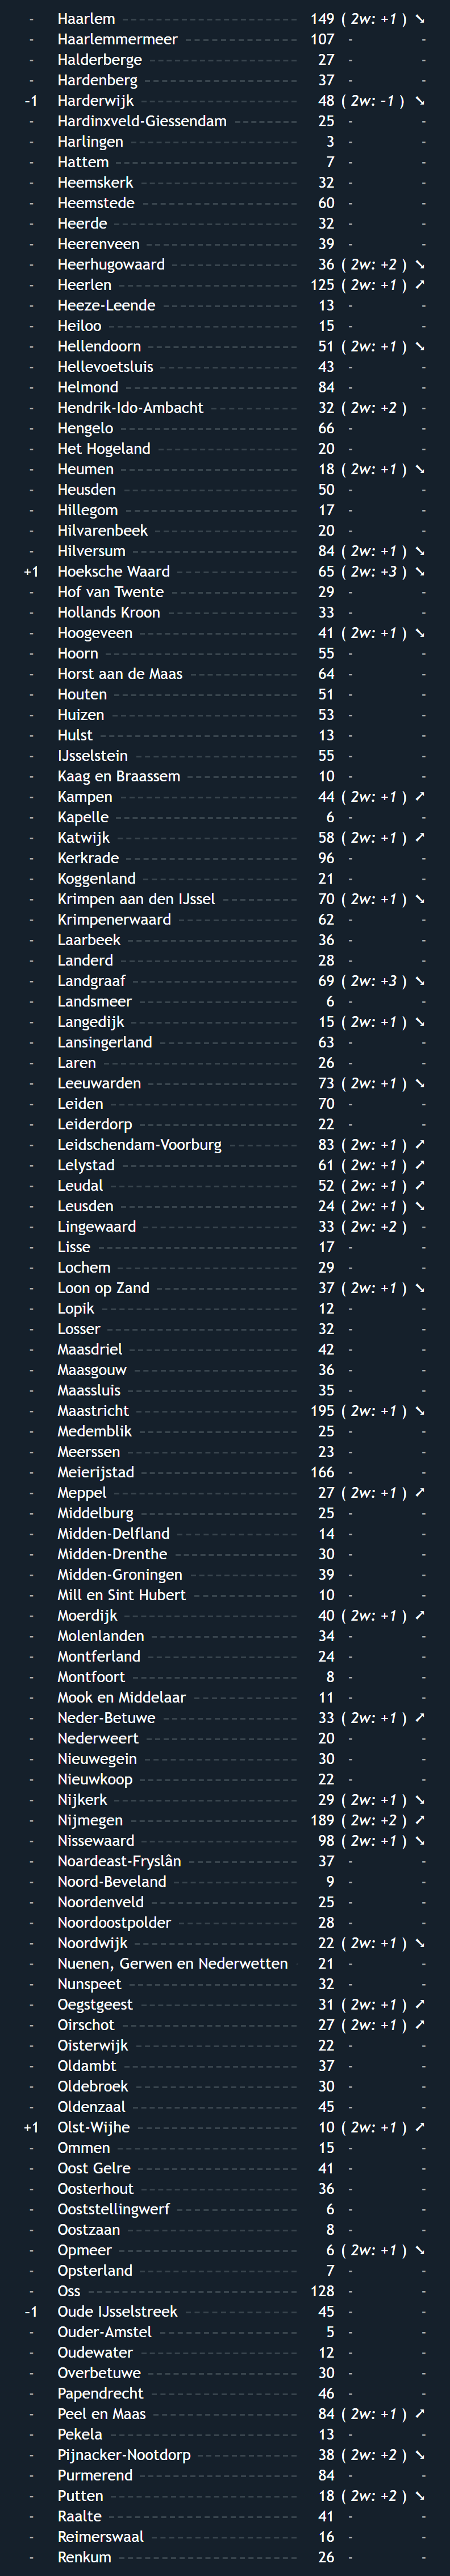 - Haarlem 149 ( 2w: +1 ) ➘
- Haarlemmermeer 107 - -
- Halderberge 27 - -
- Hardenberg 37 - -
-1 Harderwijk 48 ( 2w: -1 ) ➘
- Hardinxveld-Giessendam 25 - -
- Harlingen 3 - -
- Hattem 7 - -
- Heemskerk 32 - -
- Heemstede 60 - -
- Heerde 32 - -
- Heerenveen 39 - -
- Heerhugowaard 36 ( 2w: +2 ) ➘
- Heerlen 125 ( 2w: +1 ) ➚
- Heeze-Leende 13 - -
- Heiloo 15 - -
- Hellendoorn 51 ( 2w: +1 ) ➘
- Hellevoetsluis 43 - -
- Helmond 84 - -
- Hendrik-Ido-Ambacht 32 ( 2w: +2 ) -
- Hengelo 66 - -
- Het Hogeland 20 - -
- Heumen 18 ( 2w: +1 ) ➘
- Heusden 50 - -
- Hillegom 17 - -
- Hilvarenbeek 20 - -
- Hilversum 84 ( 2w: +1 ) ➘
+1 Hoeksche Waard 65 ( 2w: +3 ) ➘
- Hof van Twente 29 - -
- Hollands Kroon 33 - -
- Hoogeveen 41 ( 2w: +1 ) ➘
- Hoorn 55 - -
- Horst aan de Maas 64 - -
- Houten 51 - -
- Huizen 53 - -
- Hulst 13 - -
- IJsselstein 55 - -
- Kaag en Braassem 10 - -
- Kampen 44 ( 2w: +1 ) ➚
- Kapelle 6 - -
- Katwijk 58 ( 2w: +1 ) ➚
- Kerkrade 96 - -
- Koggenland 21 - -
- Krimpen aan den IJssel 70 ( 2w: +1 ) ➘
- Krimpenerwaard 62 - -
- Laarbeek 36 - -
- Landerd 28 - -
- Landgraaf 69 ( 2w: +3 ) ➘
- Landsmeer 6 - -
- Langedijk 15 ( 2w: +1 ) ➘
- Lansingerland 63 - -
- Laren 26 - -
- Leeuwarden 73 ( 2w: +1 ) ➘
- Leiden 70 - -
- Leiderdorp 22 - -
- Leidschendam-Voorburg 83 ( 2w: +1 ) ➚
- Lelystad 61 ( 2w: +1 ) ➚
- Leudal 52 ( 2w: +1 ) ➚
- Leusden 24 ( 2w: +1 ) ➘
- Lingewaard 33 ( 2w: +2 ) -
- Lisse 17 - -
- Lochem 29 - -
- Loon op Zand 37 ( 2w: +1 ) ➘
- Lopik 12 - -
- Losser 32 - -
- Maasdriel 42 - -
- Maasgouw 36 - -
- Maassluis 35 - -
- Maastricht 195 ( 2w: +1 ) ➘
- Medemblik 25 - -
- Meerssen 23 - -
- Meierijstad 166 - -
- Meppel 27 ( 2w: +1 ) ➚
- Middelburg 25 - -
- Midden-Delfland 14 - -
- Midden-Drenthe 30 - -
- Midden-Groningen 39 - -
- Mill en Sint Hubert 10 - -
- Moerdijk 40 ( 2w: +1 ) ➚
- Molenlanden 34 - -
- Montferland 24 - -
- Montfoort 8 - -
- Mook en Middelaar 11 - -
- Neder-Betuwe 33 ( 2w: +1 ) ➚
- Nederweert 20 - -
- Nieuwegein 30 - -
- Nieuwkoop 22 - -
- Nijkerk 29 ( 2w: +1 ) ➘
- Nijmegen 189 ( 2w: +2 ) ➚
- Nissewaard 98 ( 2w: +1 ) ➘
- Noardeast-Fryslân 37 - -
- Noord-Beveland 9 - -
- Noordenveld 25 - -
- Noordoostpolder 28 - -
- Noordwijk 22 ( 2w: +1 ) ➘
- Nuenen, Gerwen en Nederwetten 21 - -
- Nunspeet 32 - -
- Oegstgeest 31 ( 2w: +1 ) ➚
- Oirschot 27 ( 2w: +1 ) ➚
- Oisterwijk 22 - -
- Oldambt 37 - -
- Oldebroek 30 - -
- Oldenzaal 45 - -
+1 Olst-Wijhe 10 ( 2w: +1 ) ➚
- Ommen 15 - -
- Oost Gelre 41 - -
- Oosterhout 36 - -
- Ooststellingwerf 6 - -
- Oostzaan 8 - -
- Opmeer 6 ( 2w: +1 ) ➘
- Opsterland 7 - -
- Oss 128 - -
-1 Oude IJsselstreek 45 - -
- Ouder-Amstel 5 - -
- Oudewater 12 - -
- Overbetuwe 30 - -
- Papendrecht 46 - -
- Peel en Maas 84 ( 2w: +1 ) ➚
- Pekela 13 - -
- Pijnacker-Nootdorp 38 ( 2w: +2 ) ➘
- Purmerend 84 - -
- Putten 18 ( 2w: +2 ) ➘
- Raalte 41 - -
- Reimerswaal 16 - -
- Renkum 26 - -